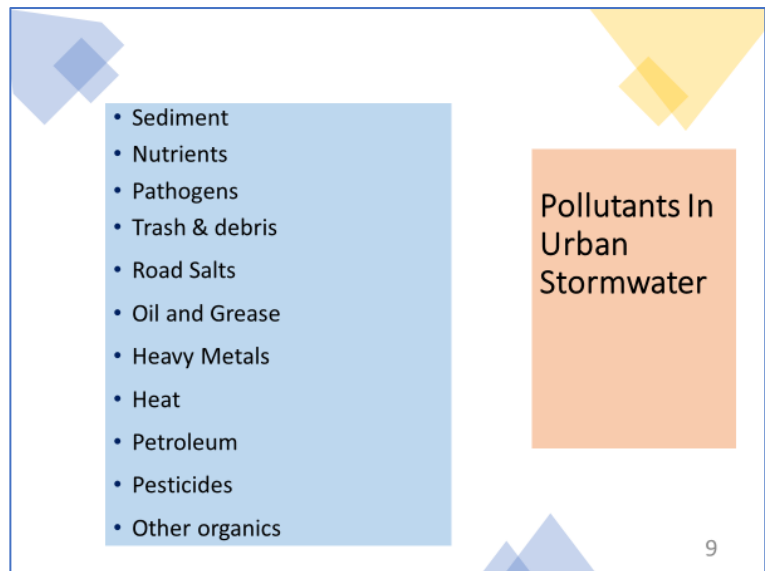 • Sediment
• Nutrients
• Pathogens
• Trash & debris
• Road Salts
• Oil and Grease
• Heavy Metals
• Heat
• Petroleum
• Pesticides
• Other organics
Pollutants In
Urban
Stormwater
9